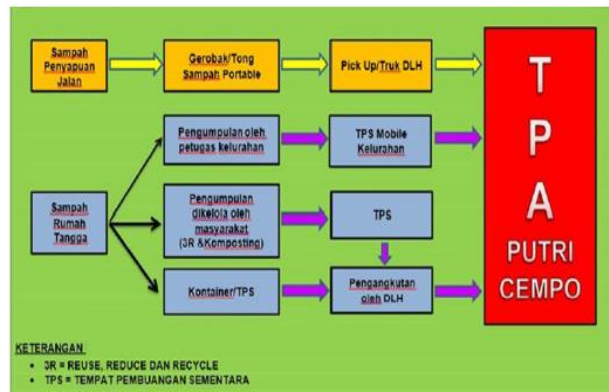 Sampah
Penyapuan
Jalan
Gerobak/Tong
Sampah Portable
Pick Up/Truk DLH
Pengumpulan oleh
petugas kelurahan
TPS Mobile
Kelurahan
Sampah
Rumah
Tangga
Pengumpulan
dikelola oleh
masyarakat
(3R &Komposting)
TPS
Kontainer/TPS
Pengangkutan
oleh DLH
T
P
A
PUTRI
CEMPO
KETERANGAN :
• 3R = REUSE, REDUCE DAN RECYCLE
• TPS = TEMPAT PEMBUANGAN SEMENTARA